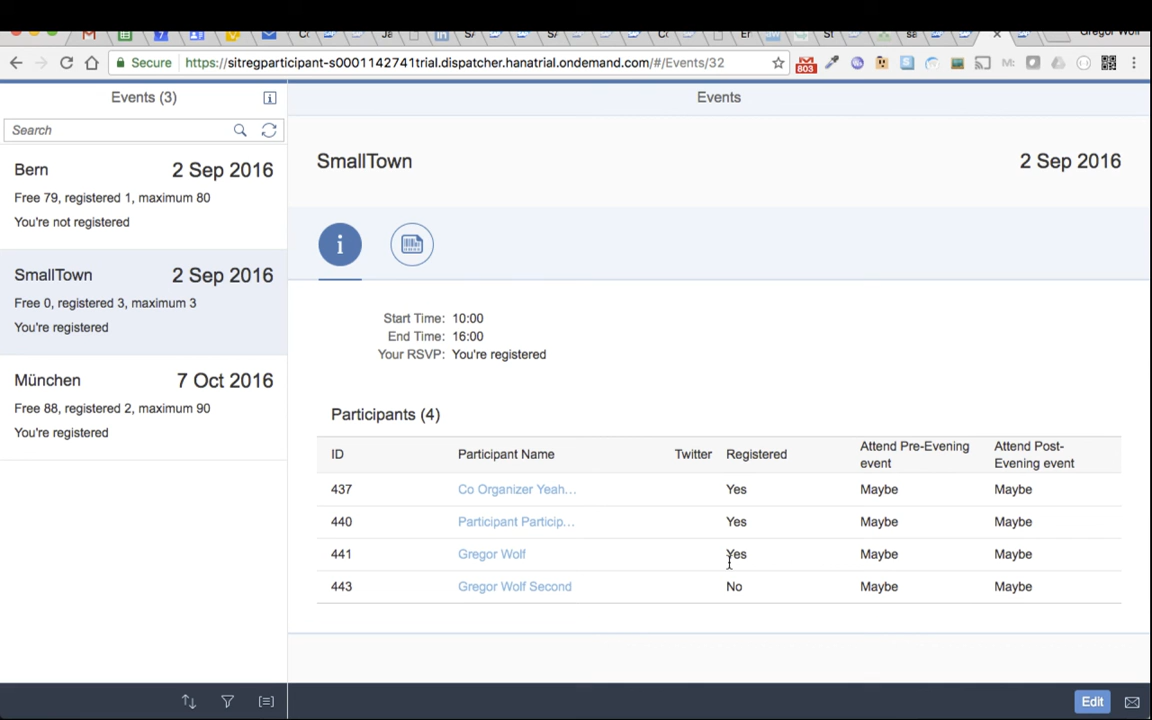 Gregor Wolf
Secure https://sitregparticipant-s0001142741trial.dispatcher.hanatrial.ondemand.com/#/Events/32
803
Events (3)
Events
Search
Bern 2 Sep 2016
Free 79, registered 1, maximum 80
You're not registered
SmallTown 2 Sep 2016
Free 0, registered 3, maximum 3
You're registered
München 7 Oct 2016
Free 88, registered 2, maximum 90
You're registered
SmallTown 2 Sep 2016
Start Time: 10:00
End Time: 16:00
Your RSVP: You're registered
Participants (4)
ID Participant Name Twitter Registered Attend Pre-Evening event Attend Post-Evening event
437 Co Organizer Yeah... Yes Maybe Maybe
440 Participant Particip... Yes Maybe Maybe
441 Gregor Wolf Yes Maybe Maybe
443 Gregor Wolf Second No Maybe Maybe
Edit